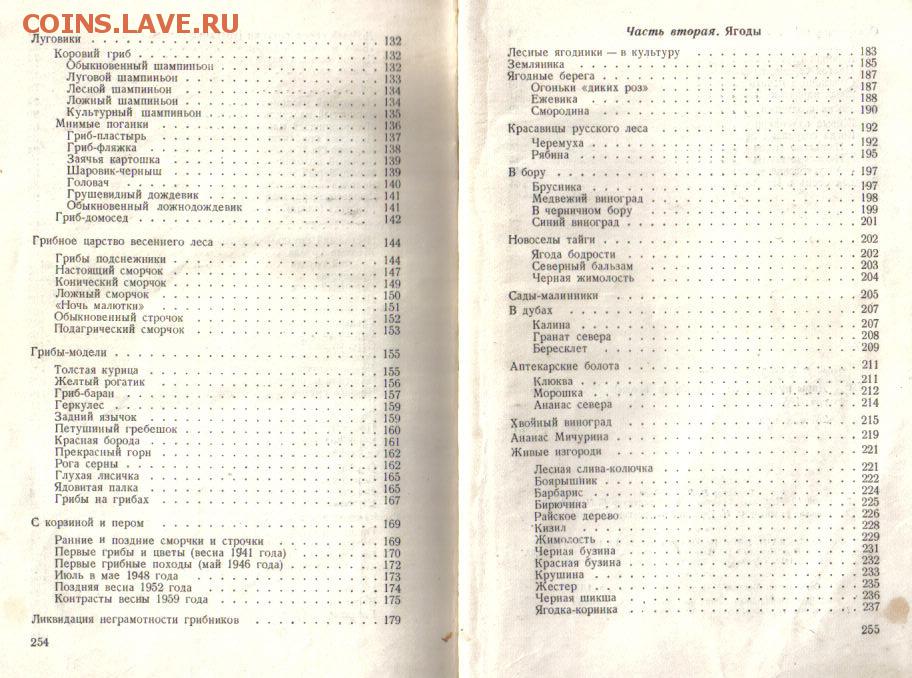 COINS.LAVE.RU
Луговики . . . 132
Коровий гриб . . . 132
Обыкновенный шампиньон . . . 132
Луговой шампиньон . . . 133
Лесной шампиньон . . . 134
Ложный шампиньон . . . 134
Культурный шампиньон . . . 135
Мнимые поганки . . . 136
Гриб-пластырь . . . 137
Гриб-фляжка . . . 138
Заячья картошка . . . 139
Шаровик-черныш . . . 139
Головач . . . 140
Грушевидный дождевик . . . 141
Обыкновенный ложнодождевик . . . 141
Гриб-домосед . . . 142
Грибное царство весеннего леса . . . 144
Грибы подснежники . . . 144
Настоящий сморчок . . . 147
Конический сморчок . . . 149
Ложный сморчок . . . 150
«Ночь малютки» . . . 151
Обыкновенный строчок . . . 152
Подагрический сморчок . . . 153
Грибы-модели . . . 155
Толстая курица . . . 155
Желтый рогатик . . . 156
Гриб-баран . . . 157
Геркулес . . . 159
Задний язычок . . . 159
Петушиный гребешок . . . 160
Красная борода . . . 161
Прекрасный горн . . . 162
Рога серны . . . 162
Глухая лисичка . . . 165
Ядовитая палка . . . 165
Грибы на грибах . . . 167
С корзиной и пером . . . 169
Ранние и поздние сморчки и строчки . . . 169
Первые грибы и цветы (весна 1941 года) . . . 170
Первые грибные походы (май 1946 года) . . . 172
Июль в мае 1948 года . . . 173
Поздняя весна 1952 года . . . 174
Контрасты весны 1959 года . . . 175
Ликвидация неграмотности грибников . . . 179
254
Часть вторая. Ягоды
Лесные ягодники — в культуру . . . 183
Земляника . . . 185
Ягодные берега . . . 187
Огоньки «диких роз» . . . 187
Ежевика . . . 188
Смородина . . . 190
Красавицы русского леса . . . 192
Черемуха . . . 192
Рябина . . . 195
В бору . . . 197
Брусника . . . 197
Медвежий виноград . . . 198
В черничном бору . . . 199
Синий виноград . . . 201
Новоселы тайги . . . 202
Ягода бодрости . . . 202
Северный бальзам . . . 203
Черная жимолость . . . 204
Сады-малинники . . . 205
В дубах . . . 207
Калина . . . 207
Гранат севера . . . 208
Бересклет . . . 209
Аптекарские болота . . . 211
Клюква . . . 211
Морошка . . . 212
Ананас севера . . . 214
Хвойный виноград . . . 215
Ананас Мичурина . . . 219
Живые изгороди . . . 221
Лесная слива-колючка . . . 221
Боярышник . . . 222
Барбарис . . . 224
Бирючина . . . 225
Райское дерево . . . 226
Кизил . . . 228
Жимолость . . . 229
Черная бузина . . . 231
Красная бузина . . . 232
Крушина . . . 233
Жестер . . . 235
Черная шикша . . . 236
Ягодка-коринка . . . 237
255